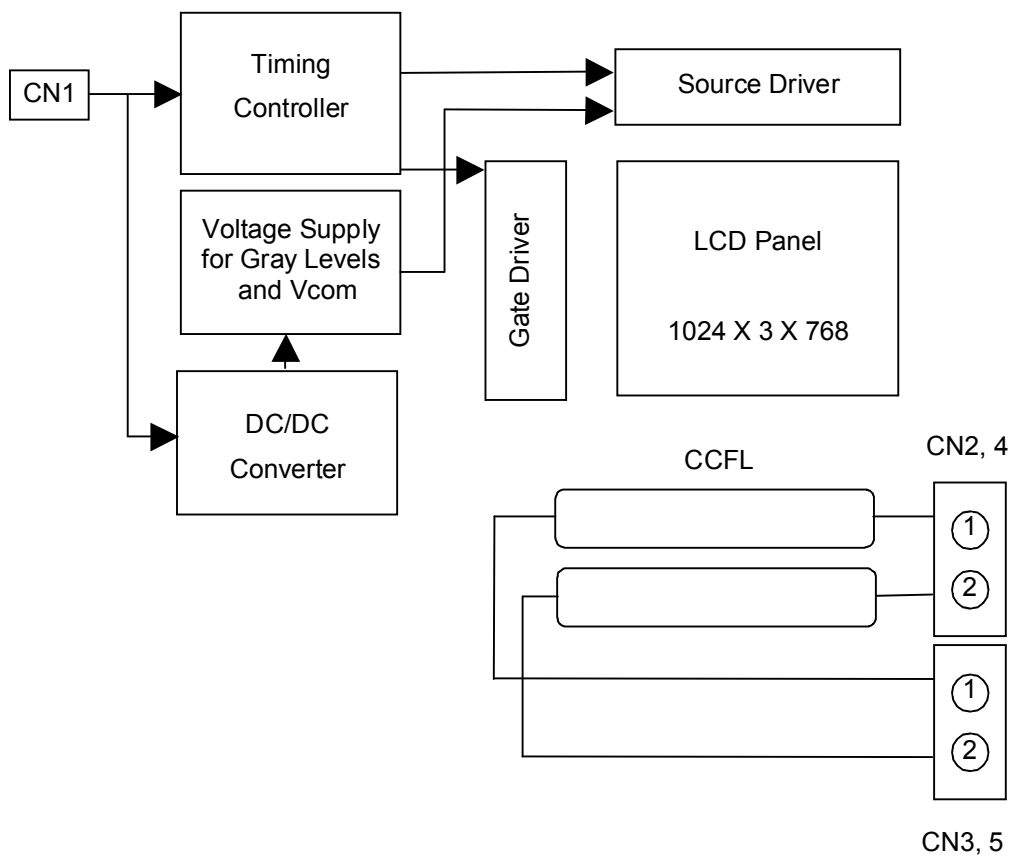 CN1
Timing
Controller
Source Driver
Voltage Supply
for Gray Levels
and Vcom
Gate Driver
LCD Panel
1024 X 3 X 768
DC/DC
Converter
CCFL
CN2, 4
1
2
1
2
CN3, 5